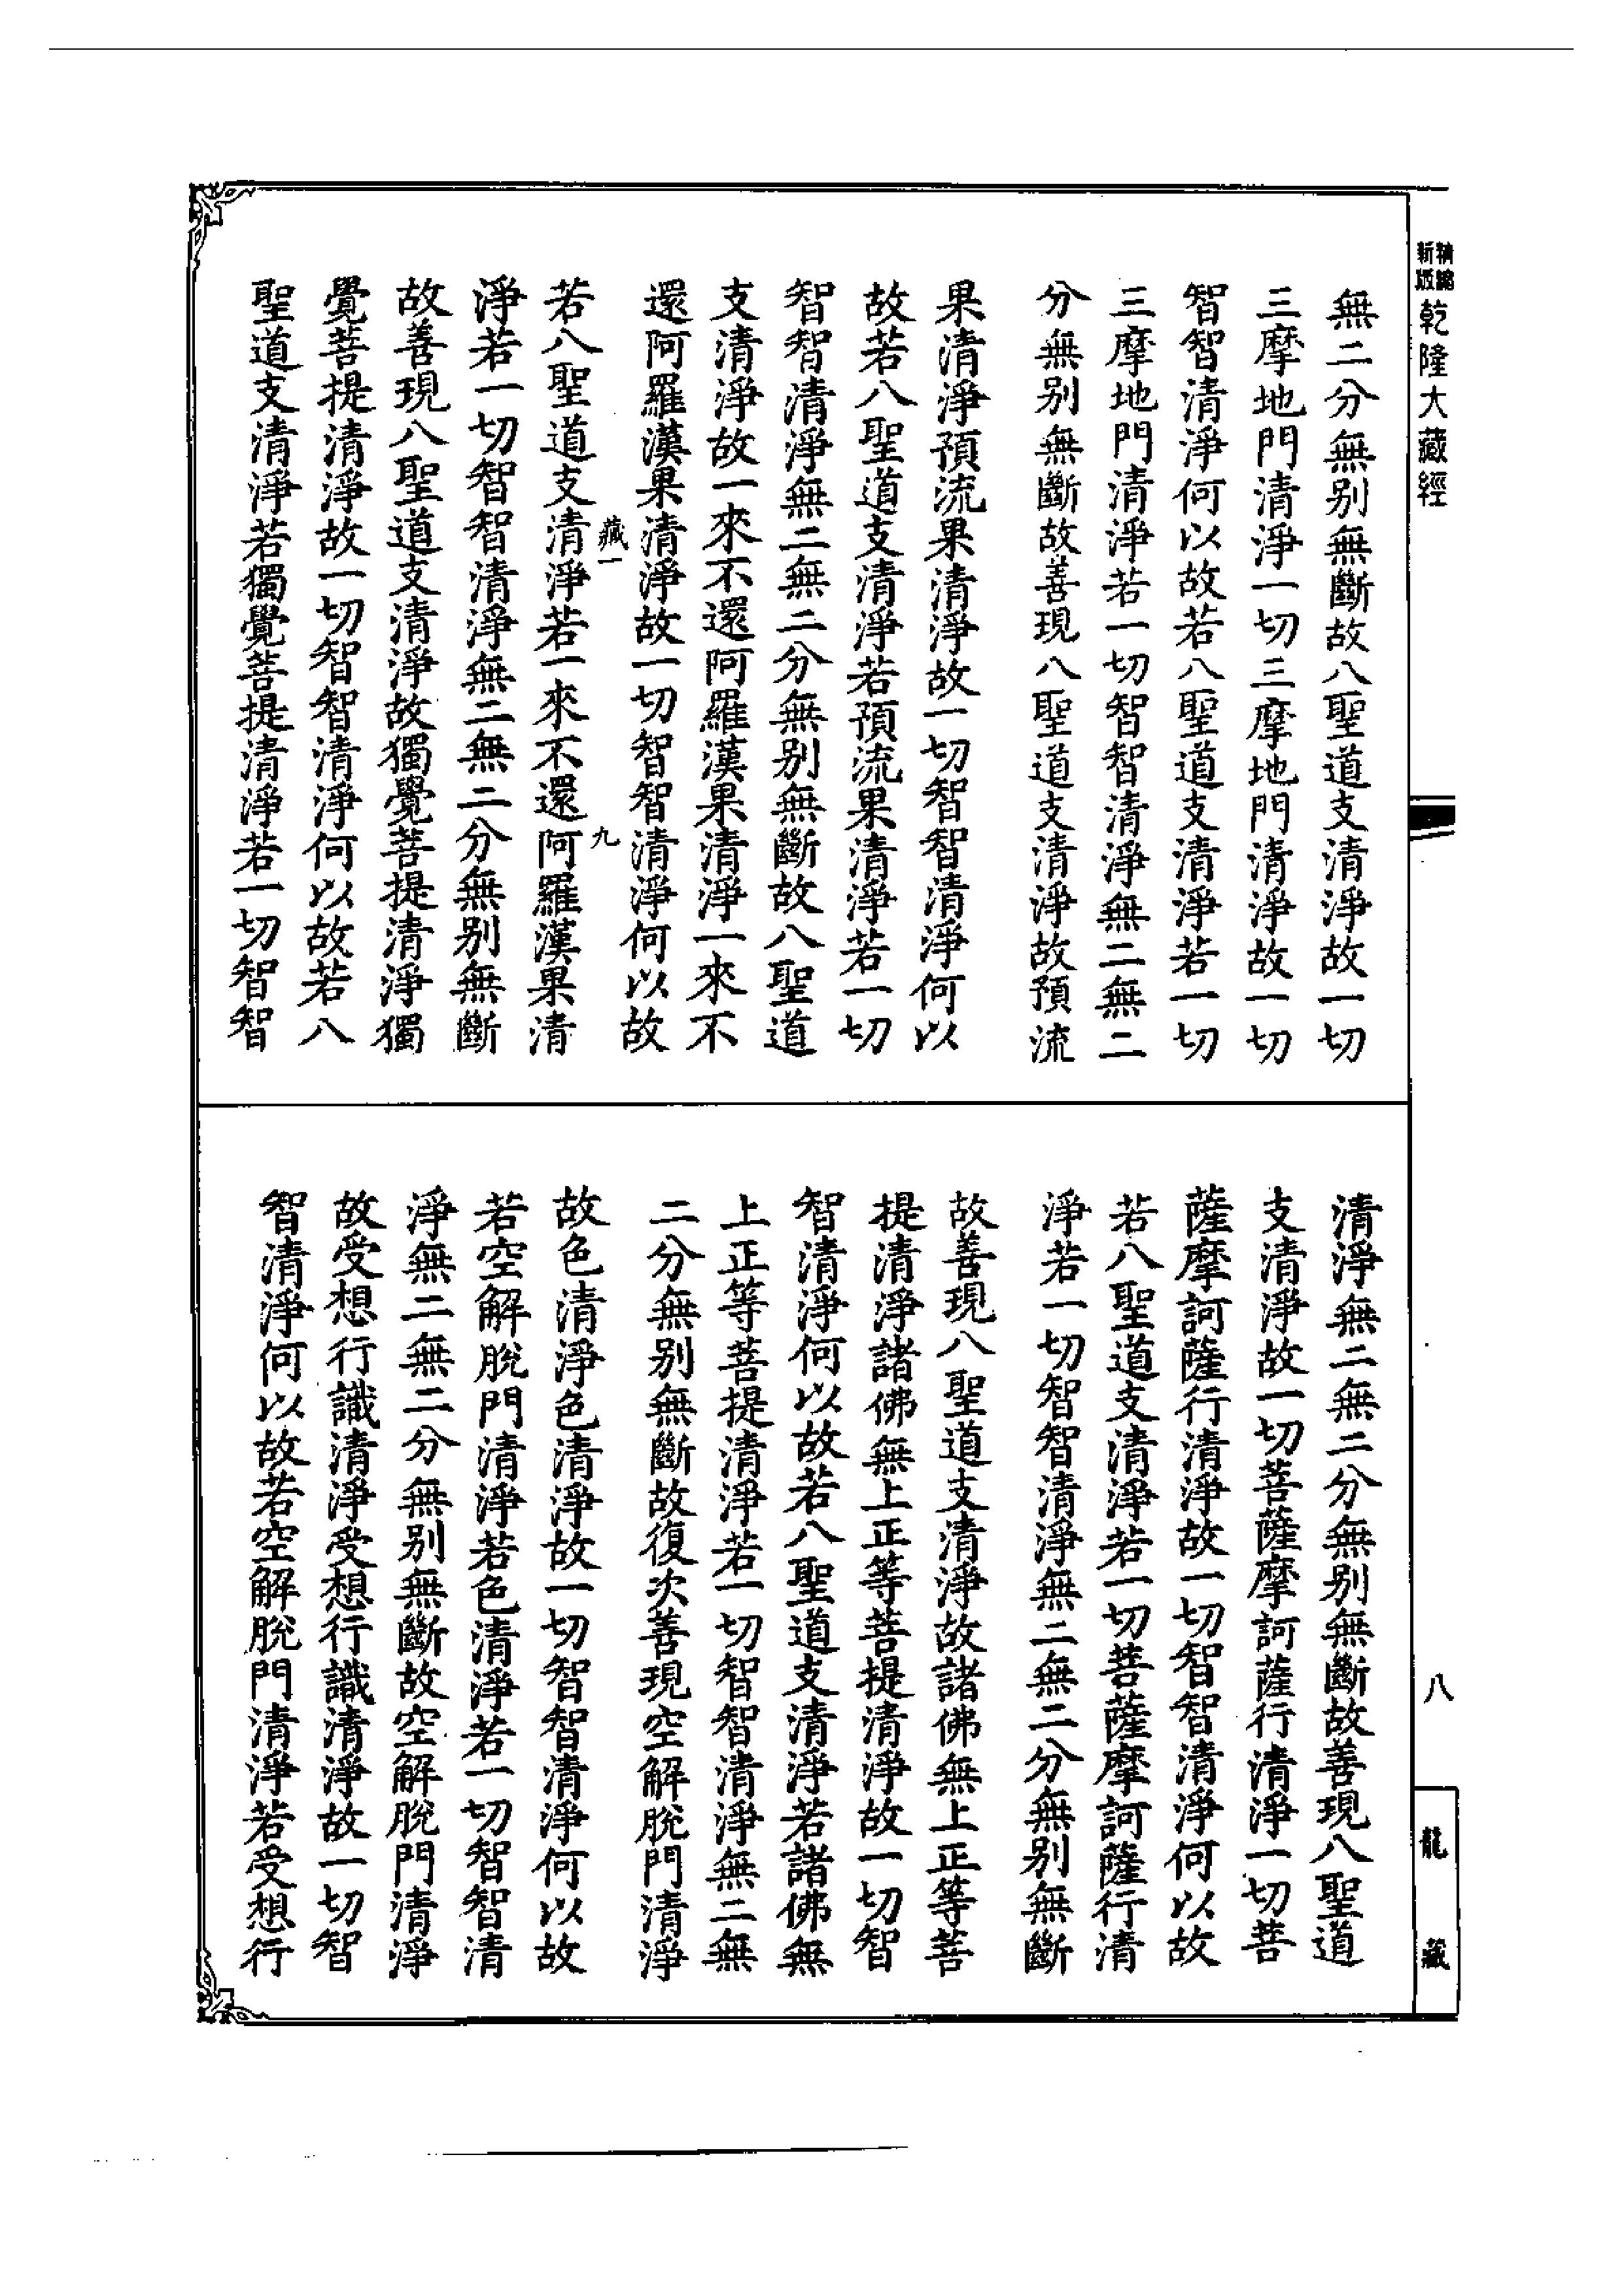 精縮新版乾隆大藏經
八
龍藏
無二分無别無斷故八聖道支清淨故一切
三摩地門清淨一切三摩地門清淨故一切
智智清淨何以故若八聖道支清淨若一切
三摩地門清淨若一切智智清淨無二無二
分無别無斷故善現八聖道支清淨故預流
果清淨預流果清淨故一切智智清淨何以
故若八聖道支清淨若預流果清淨若一切
智智清淨無二無二分無别無斷故八聖道
支清淨故一來不還阿羅漢果清淨一來不
還阿羅漢果清淨故一切智智清淨何以故
藏一 九
若八聖道支清淨若一來不還阿羅漢果清
淨若一切智智清淨無二無二分無别無斷
故善現八聖道支清淨故獨覺菩提清淨獨
覺菩提清淨故一切智智清淨何以故若八
聖道支清淨若獨覺菩提清淨若一切智智
清淨無二無二分無别無斷故善現八聖道
支清淨故一切菩薩摩訶薩行清淨一切菩
薩摩訶薩行清淨故一切智智清淨何以故
若八聖道支清淨若一切菩薩摩訶薩行清
淨若一切智智清淨無二無二分無别無斷
故善現八聖道支清淨故諸佛無上正等菩
提清淨諸佛無上正等菩提清淨故一切智
智清淨何以故若八聖道支清淨若諸佛無
上正等菩提清淨若一切智智清淨無二無
二分無别無斷故復次善現空解脫門清淨
故色清淨色清淨故一切智智清淨何以故
若空解脫門清淨若色清淨若一切智智清
淨無二無二分無别無斷故空解脫門清淨
故受想行識清淨受想行識清淨故一切智
智清淨何以故若空解脫門清淨若受想行